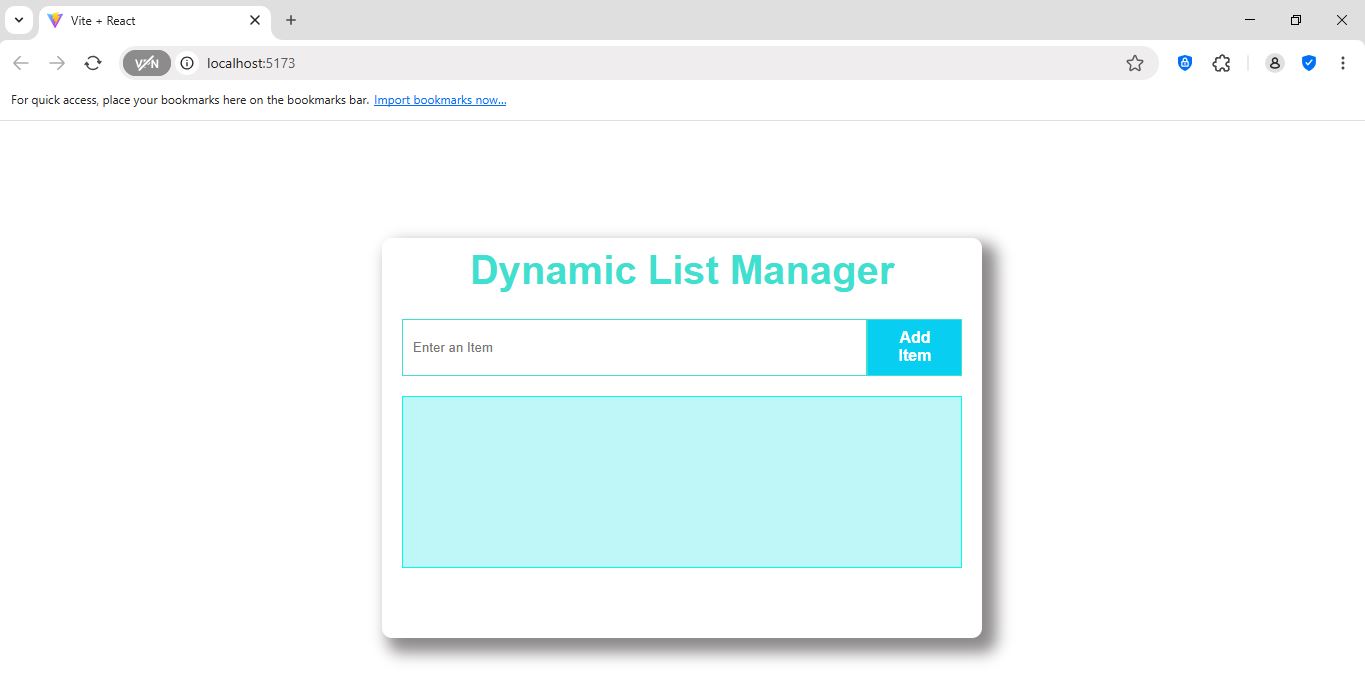 Vite + React
VPN
localhost:5173
For quick access, place your bookmarks here on the bookmarks bar. Import bookmarks now...
Dynamic List Manager
Enter an Item
Add
Item